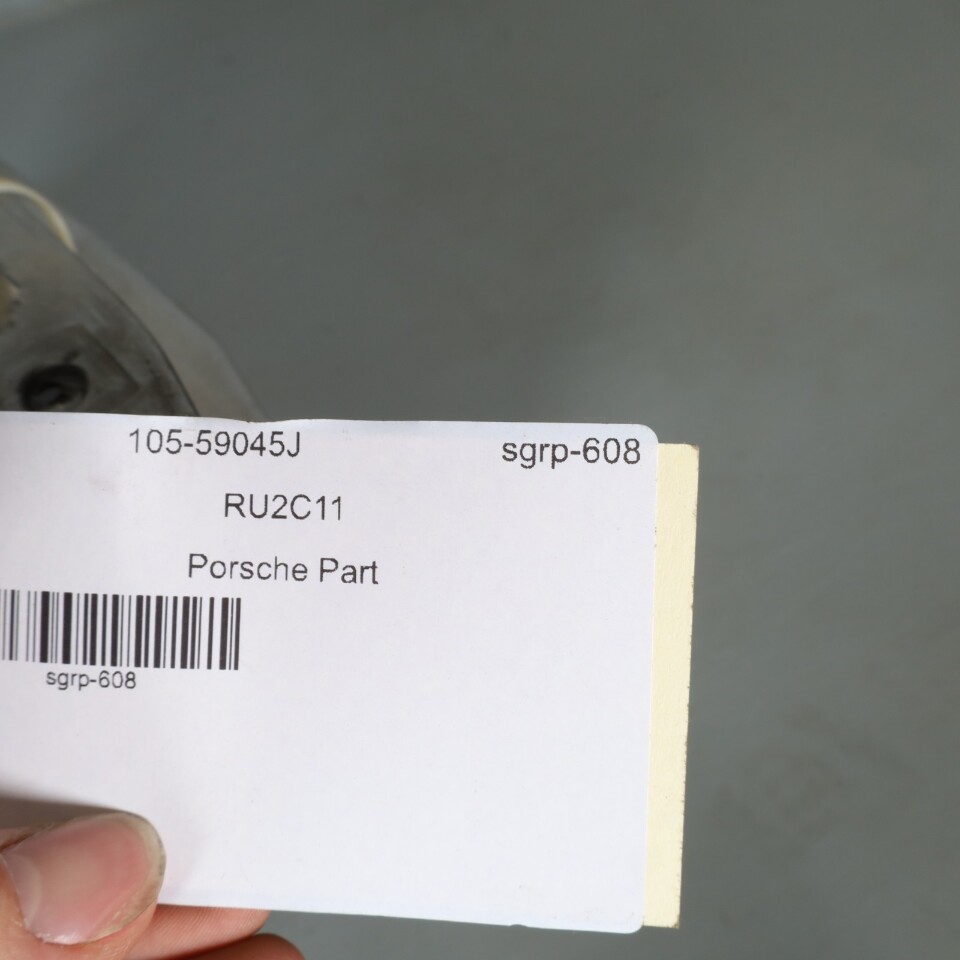 105-59045J sgrp-608
RU2C11
Porsche Part
sgrp-608